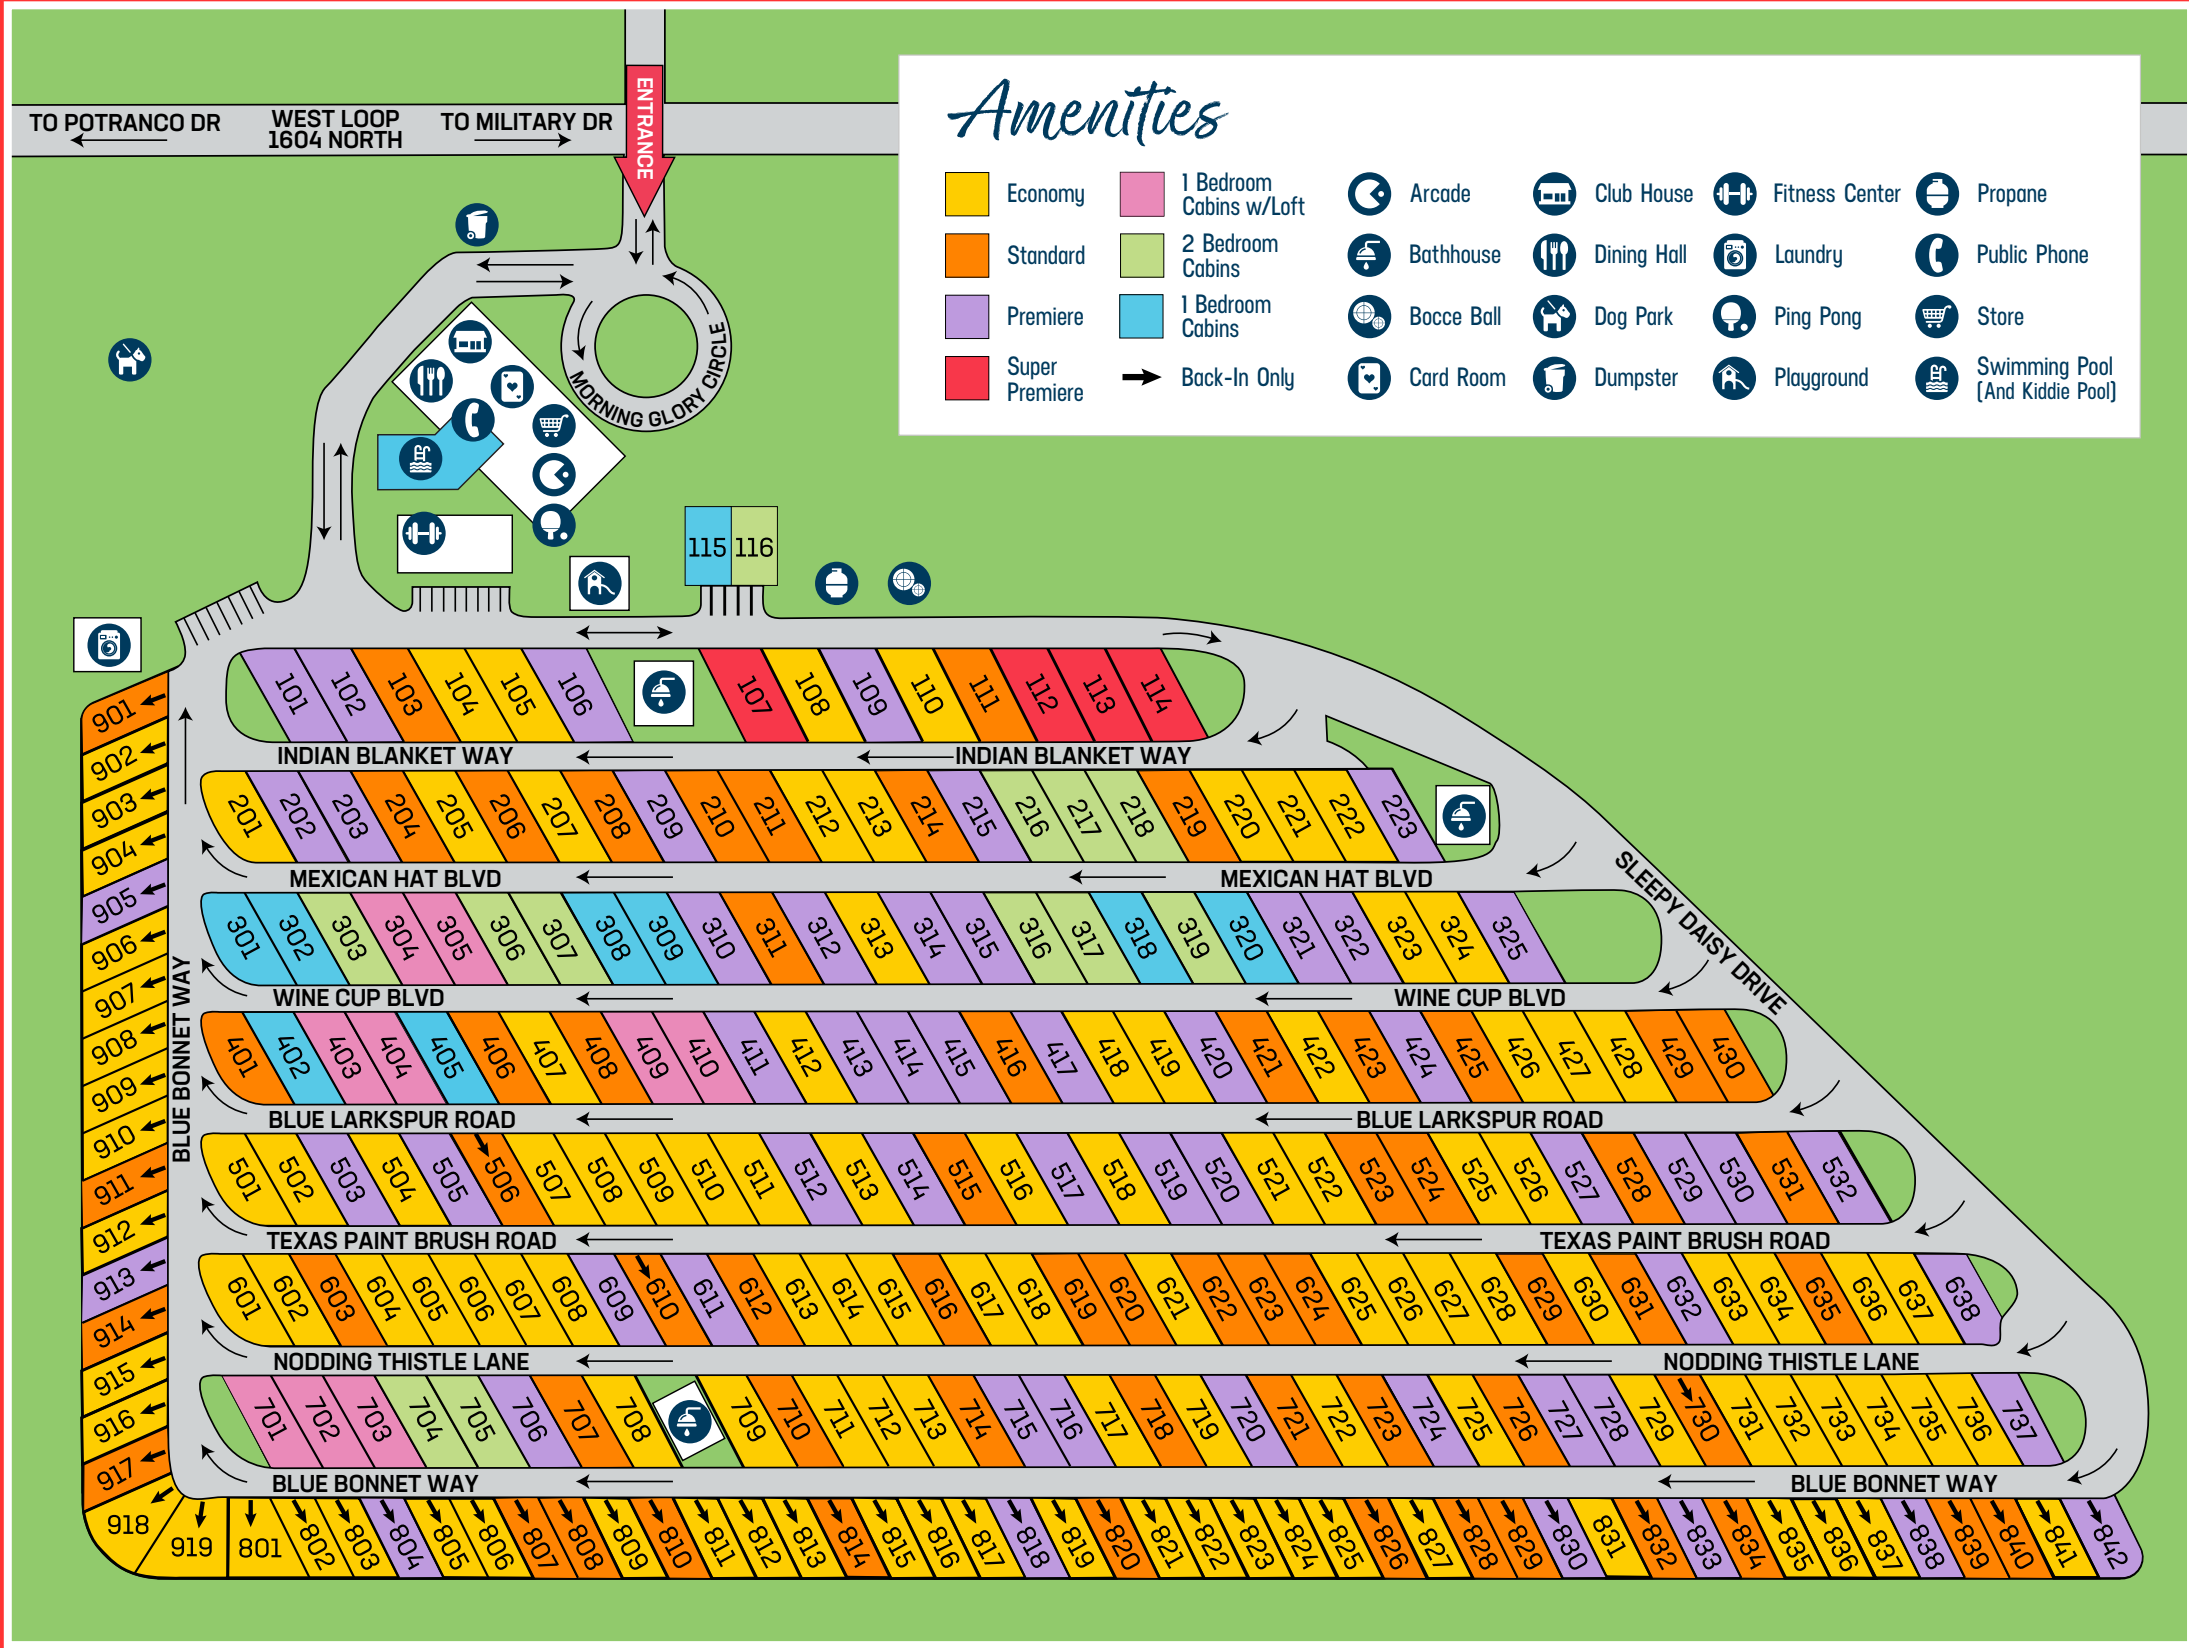 ENTRANCE
TO POTRANCO DR
WEST LOOP
1604 NORTH
TO MILITARY DR
Amenities
Economy
Standard
Premiere
Super
Premiere
1 Bedroom
Cabins w/Loft
2 Bedroom
Cabins
1 Bedroom
Cabins
Back-In Only
Arcade
Bathhouse
Bocce Ball
Card Room
Club House
Dining Hall
Dog Park
Dumpster
Fitness Center
Laundry
Ping Pong
Playground
Propane
Public Phone
Store
Swimming Pool
(And Kiddie Pool)
MORNING GLORY CIRCLE
115 116
101 102 103 104 105 106 107 108 109 110 111 112 113 114
INDIAN BLANKET WAY INDIAN BLANKET WAY
201 202 203 204 205 206 207 208 209 210 211 212 213 214 215 216 217 218 219 220 221 222 223
MEXICAN HAT BLVD MEXICAN HAT BLVD
SLEEPY DAISY DRIVE
301 302 303 304 305 306 307 308 309 310 311 312 313 314 315 316 317 318 319 320 321 322 323 324 325
WINE CUP BLVD WINE CUP BLVD
401 402 403 404 405 406 407 408 409 410 411 412 413 414 415 416 417 418 419 420 421 422 423 424 425 426 427 428 429 430
BLUE LARKSPUR ROAD BLUE LARKSPUR ROAD
501 502 503 504 505 506 507 508 509 510 511 512 513 514 515 516 517 518 519 520 521 522 523 524 525 526 527 528 529 530 531 532
TEXAS PAINT BRUSH ROAD TEXAS PAINT BRUSH ROAD
601 602 603 604 605 606 607 608 609 610 611 612 613 614 615 616 617 618 619 620 621 622 623 624 625 626 627 628 629 630 631 632 633 634 635 636 637 638
NODDING THISTLE LANE NODDING THISTLE LANE
701 702 703 704 705 706 707 708 709 710 711 712 713 714 715 716 717 718 719 720 721 722 723 724 725 726 727 728 729 730 731 732 733 734 735 736 737
BLUE BONNET WAY BLUE BONNET WAY
801 802 803 804 805 806 807 808 809 810 811 812 813 814 815 816 817 818 819 820 821 822 823 824 825 826 827 828 829 830 831 832 833 834 835 836 837 838 839 840 841 842
BLUE BONNET WAY
901
902
903
904
905
906
907
908
909
910
911
912
913
914
915
916
917
918
919